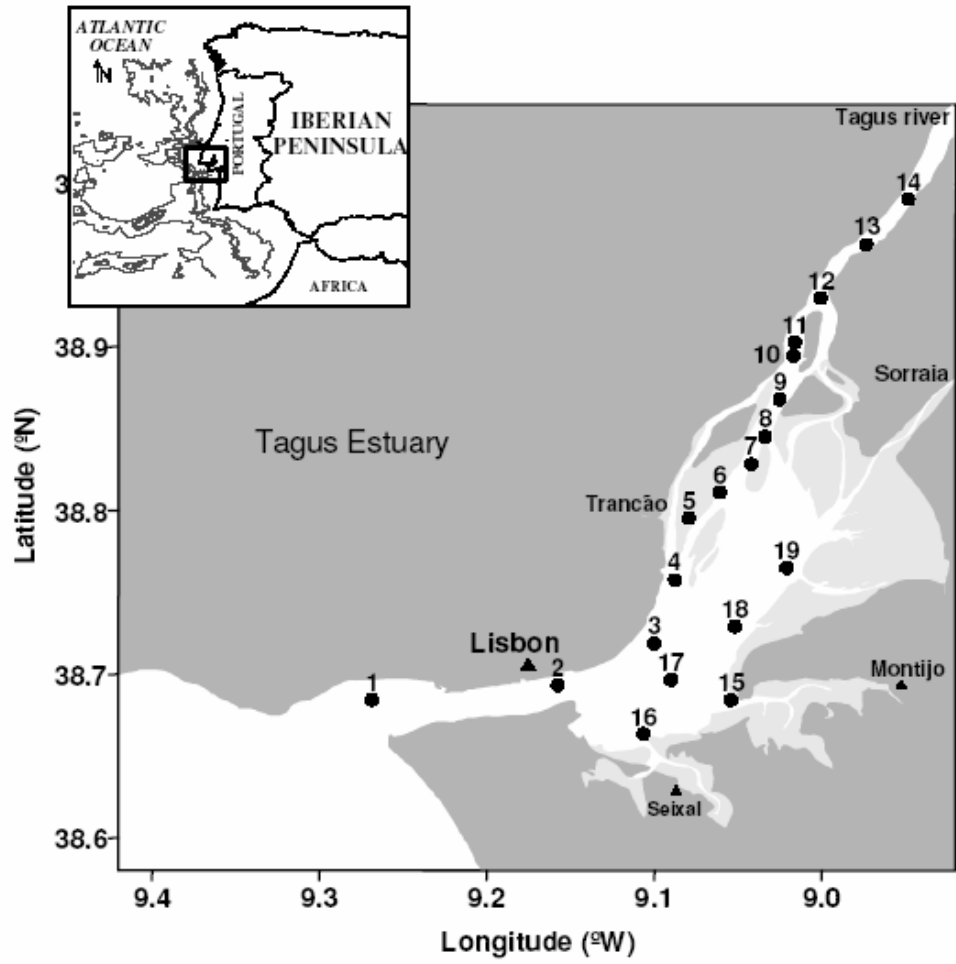 ATLANTIC
OCEAN
N
PORTUGAL
IBERIAN
PENINSULA
AFRICA
Tagus river
14
13
12
11
10
9
Sorraia
8
7
6
5
Trancão
4
19
18
3
17
Lisbon
2
1
15
Montijo
16
Seixal
Tagus Estuary
3
38.9
38.8
38.7
38.6
Latitude (ºN)
9.4
9.3
9.2
9.1
9.0
Longitude (ºW)